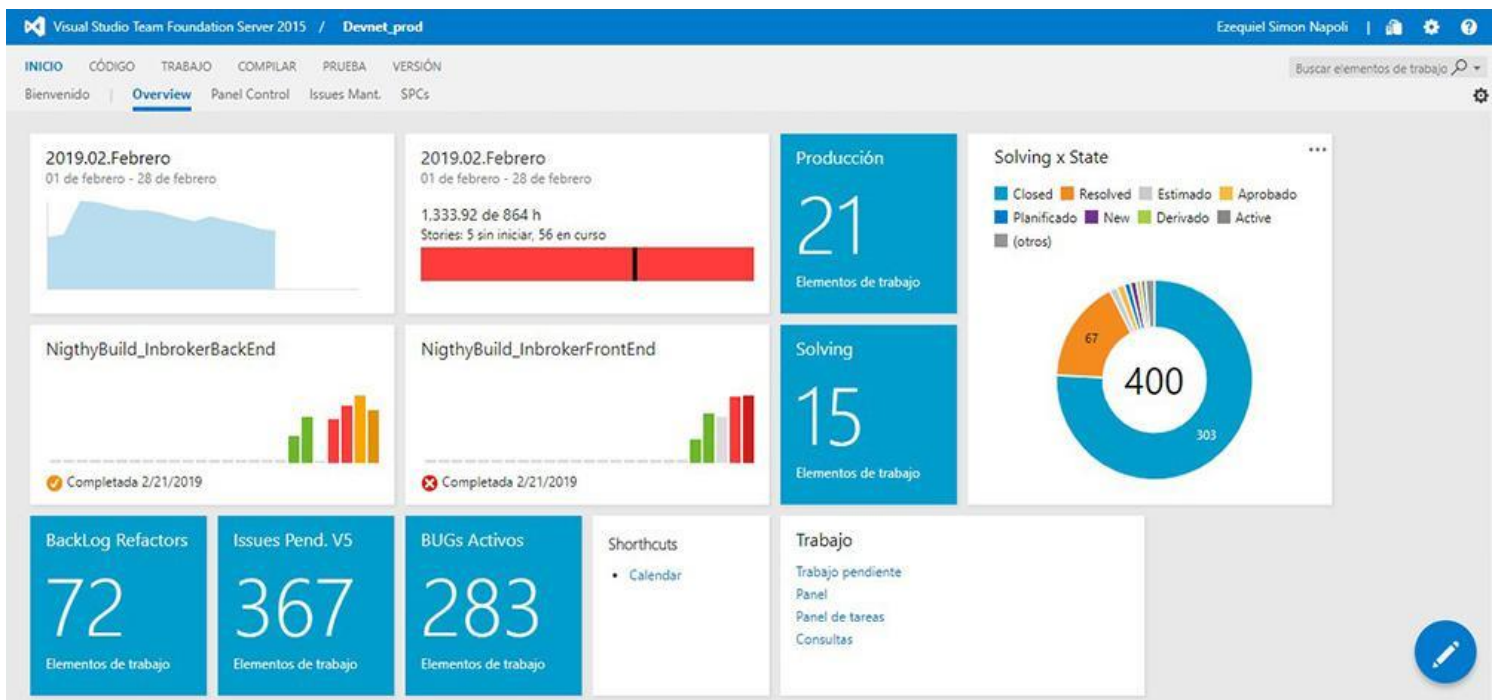 Visual Studio Team Foundation Server 2015 / Devnet_prod
Ezequiel Simon Napoli
INICIO CÓDIGO TRABAJO COMPILAR PRUEBA VERSIÓN
Buscar elementos de trabajo
Bienvenido | Overview Panel Control Issues Mant. SPCs
2019.02.Febrero
01 de febrero - 28 de febrero
2019.02.Febrero
01 de febrero - 28 de febrero
1.333.92 de 864 h
Stories: 5 sin iniciar, 56 en curso
Producción
21
Elementos de trabajo
Solving x State
Closed Resolved Estimado Aprobado
Planificado New Derivado Active
(otros)
67
400
303
NigthyBuild_InbrokerBackEnd
Completada 2/21/2019
NigthyBuild_InbrokerFrontEnd
Completada 2/21/2019
Solving
15
Elementos de trabajo
BackLog Refactors
72
Elementos de trabajo
Issues Pend. V5
367
Elementos de trabajo
BUGs Activos
283
Elementos de trabajo
Shorthcuts
• Calendar
Trabajo
Trabajo pendiente
Panel
Panel de tareas
Consultas